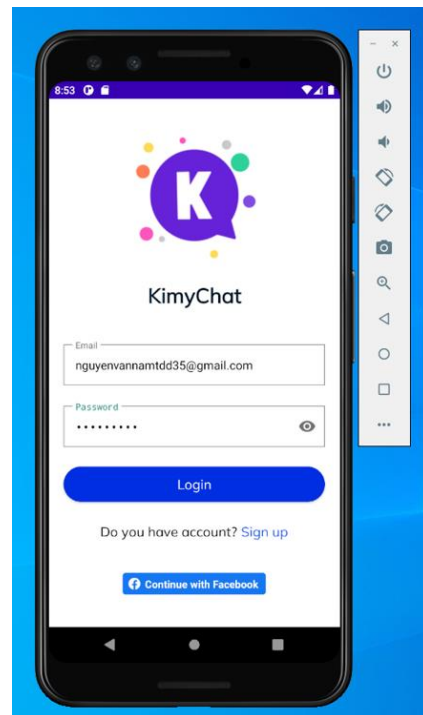 8:53
K
KimyChat
Email
nguyenvannamtdd35@gmail.com
Password
•••••••••
Login
Do you have account? Sign up
Continue with Facebook